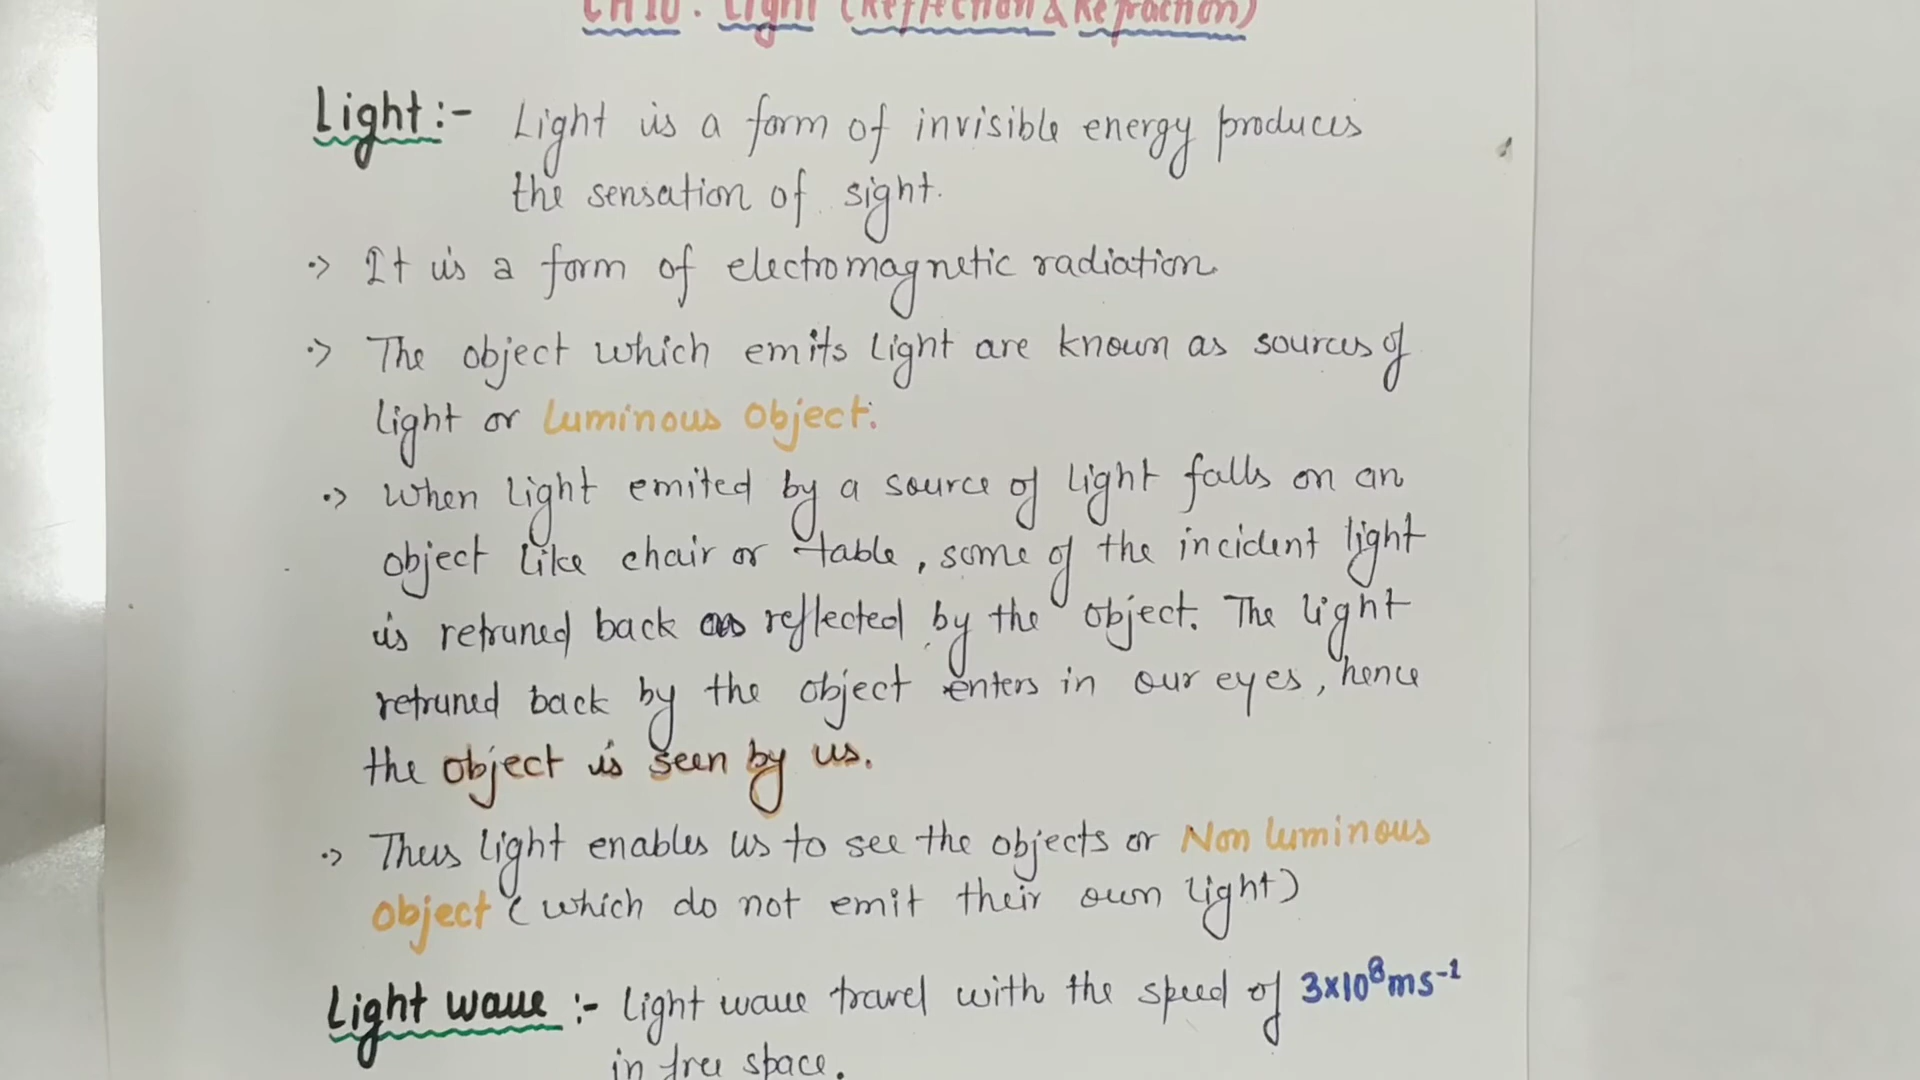 CH 10 : Light (Reflection & Refraction)
Light :- Light is a form of invisible energy produces
the sensation of sight.
·> It is a form of electromagnetic radiation.
·> The object which emits light are known as sources of
light or Luminous Object.
·> When light emited by a source of light falls on an
object like chair or table, some of the incident light
is retruned back as reflected by the object. The light
retruned back by the object enters in our eyes, hence
the object is seen by us.
·> Thus light enables us to see the objects or Non luminous
object (which do not emit their own light)
Light wave :- Light wave travel with the speed of 3x10⁸ms⁻¹
in free space.